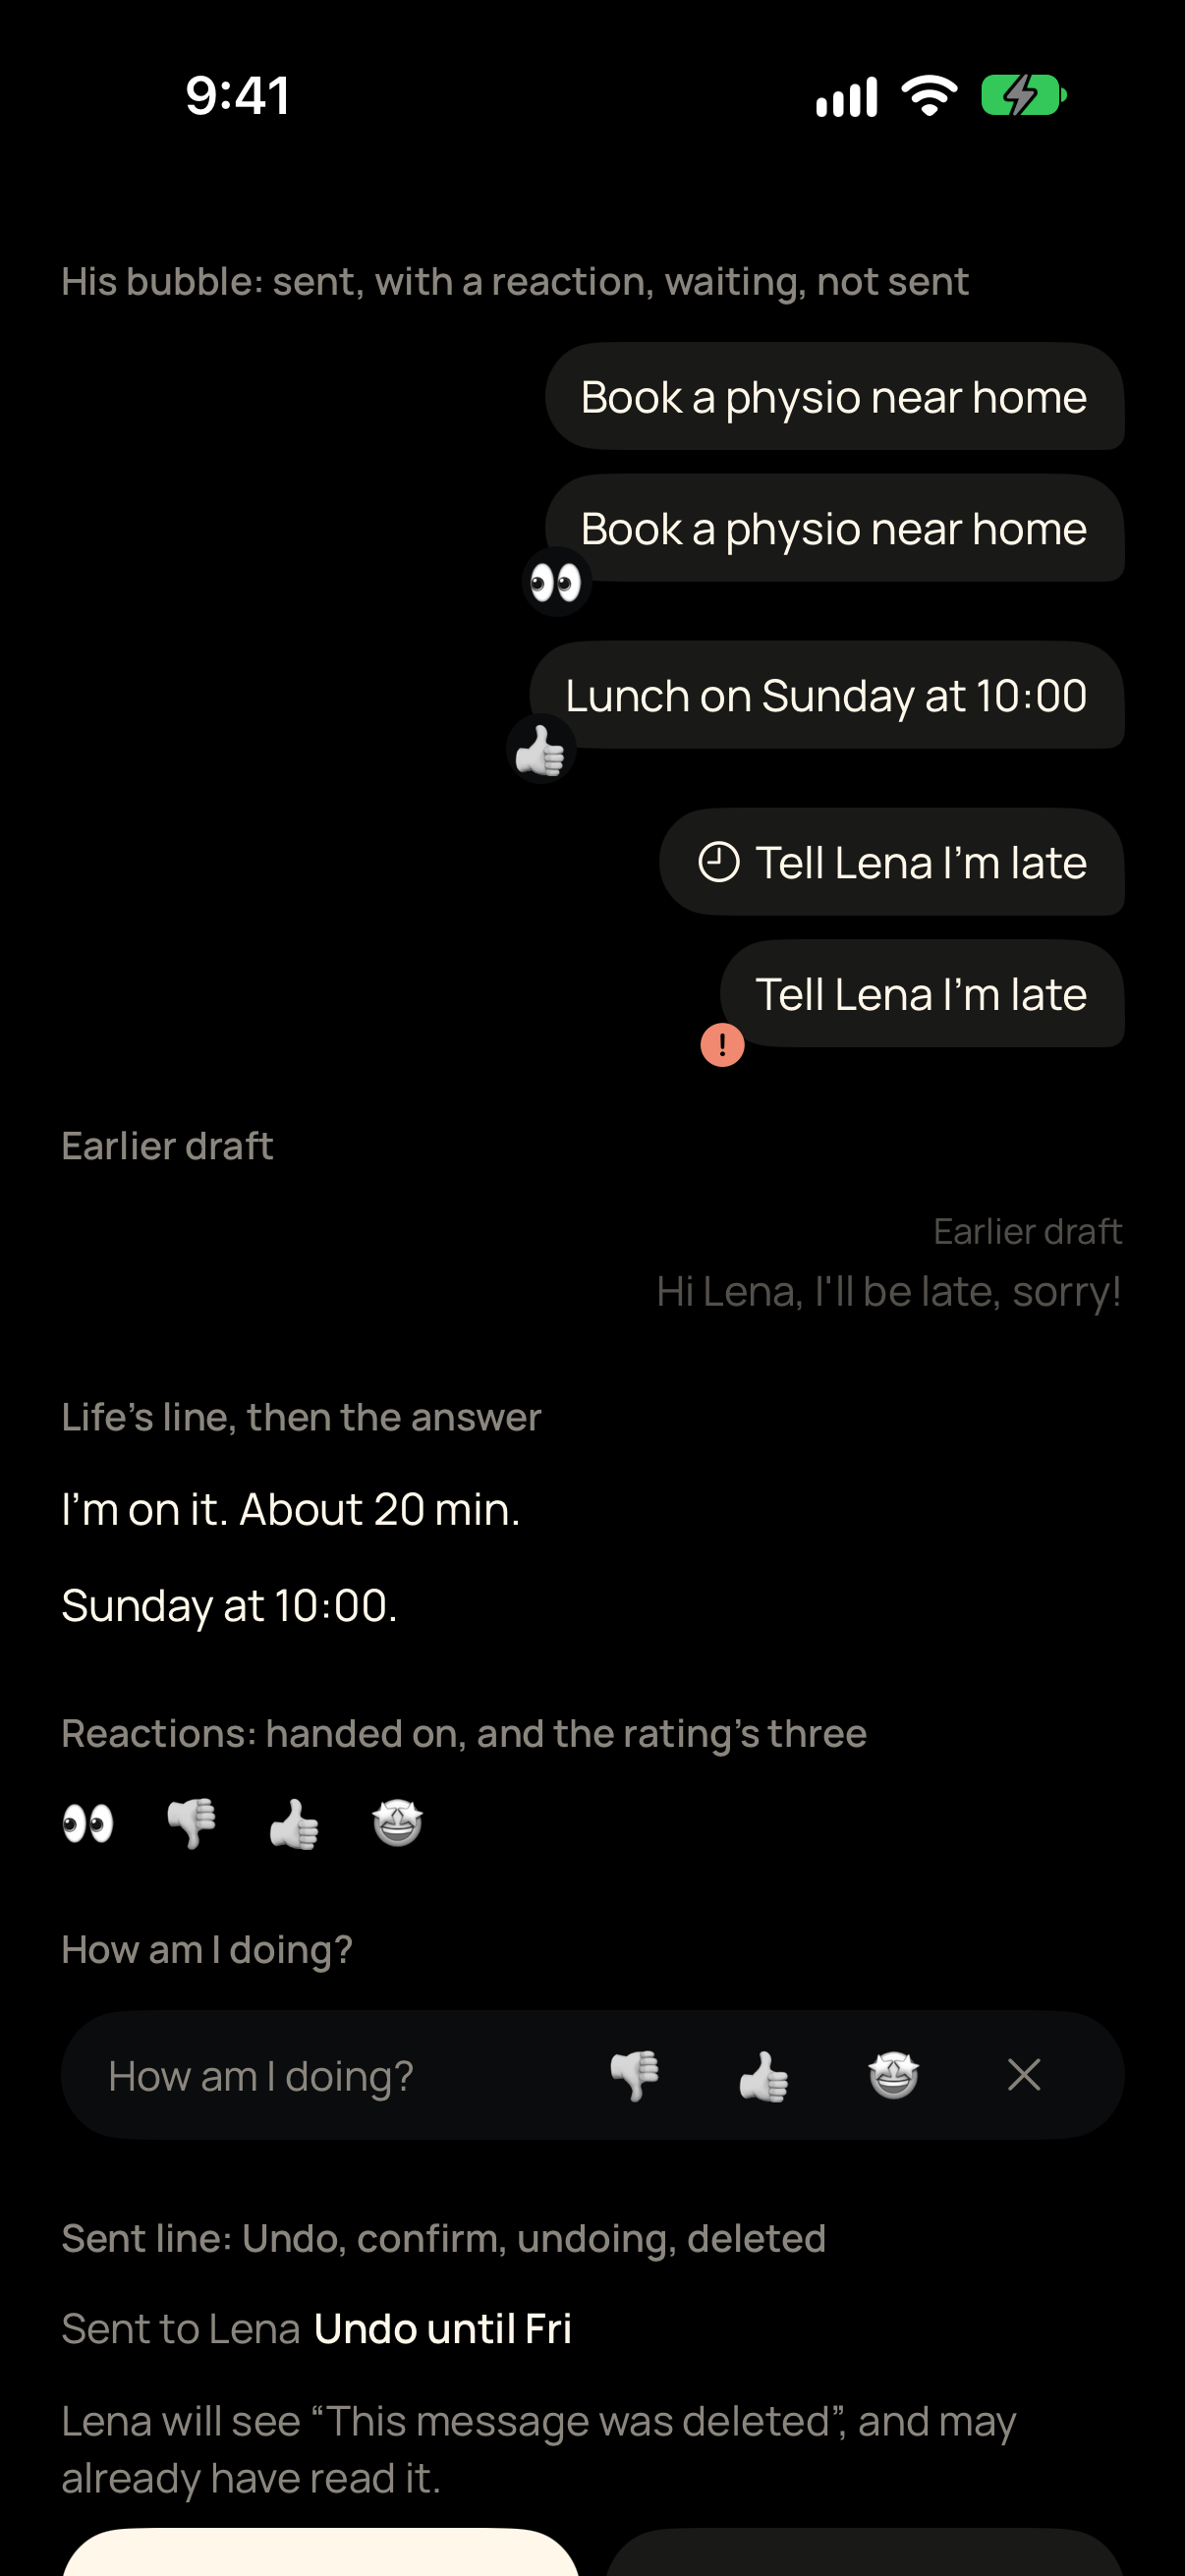 9:41
His bubble: sent, with a reaction, waiting, not sent
Book a physio near home
Book a physio near home
Lunch on Sunday at 10:00
Tell Lena I’m late
Tell Lena I’m late
Earlier draft
Earlier draft
Hi Lena, I'll be late, sorry!
Life’s line, then the answer
I’m on it. About 20 min.
Sunday at 10:00.
Reactions: handed on, and the rating’s three
How am I doing?
How am I doing?
Sent line: Undo, confirm, undoing, deleted
Sent to Lena Undo until Fri
Lena will see “This message was deleted”, and may
already have read it.